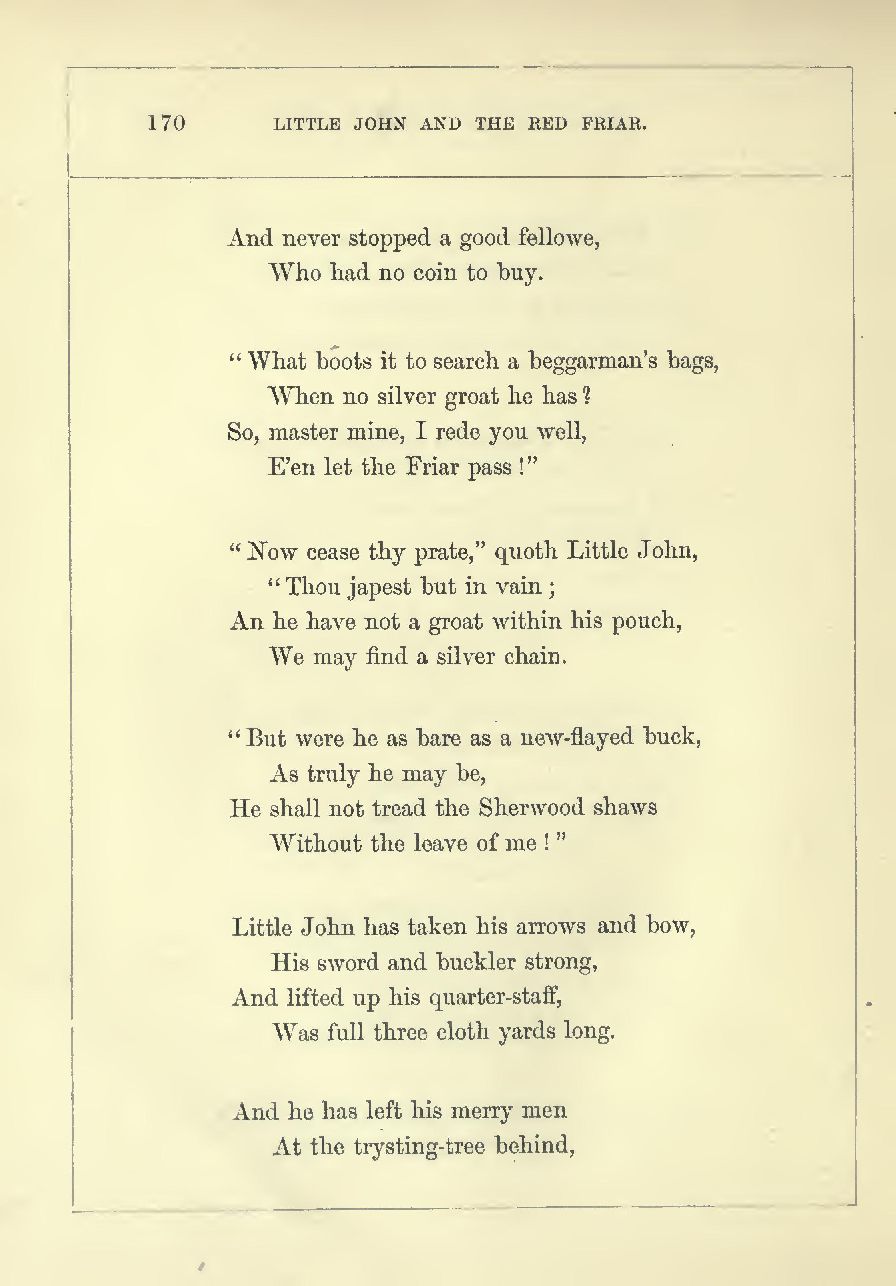 170 LITTLE JOHN AND THE RED FRIAR.
And never stopped a good fellowe,
Who had no coin to buy.
“What boots it to search a beggarman’s bags,
When no silver groat he has?
So, master mine, I rede you well,
E’en let the Friar pass!”
“Now cease thy prate,” quoth Little John,
“Thou japest but in vain;
An he have not a groat within his pouch,
We may find a silver chain.
“But were he as bare as a new-flayed buck,
As truly he may be,
He shall not tread the Sherwood shaws
Without the leave of me!”
Little John has taken his arrows and bow,
His sword and buckler strong,
And lifted up his quarter-staff,
Was full three cloth yards long.
And he has left his merry men
At the trysting-tree behind,